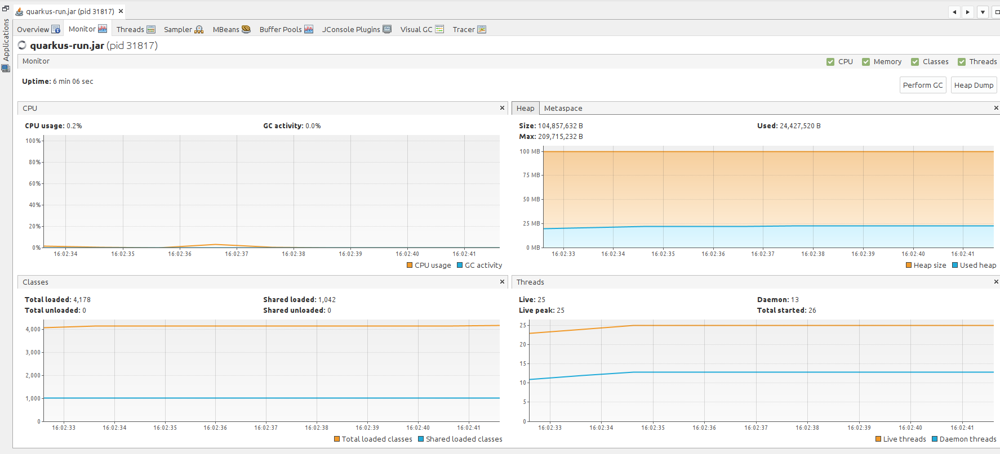 quarkus-run.jar (pid 31817)
Applications
Overview Monitor Threads Sampler MBeans Buffer Pools JConsole Plugins Visual GC Tracer
quarkus-run.jar (pid 31817)
Monitor
CPU Memory Classes Threads
Uptime: 6 min 06 sec
Perform GC Heap Dump
CPU
CPU usage: 0.2% GC activity: 0.0%
100%
80%
60%
40%
20%
0%
16:02:34 16:02:35 16:02:36 16:02:37 16:02:38 16:02:39 16:02:40 16:02:41
CPU usage GC activity
Heap Metaspace
Size: 104,857,632 B Used: 24,427,520 B
Max: 209,715,232 B
100 MB
75 MB
50 MB
25 MB
0 MB
16:02:33 16:02:34 16:02:35 16:02:36 16:02:37 16:02:38 16:02:39 16:02:40 16:02:41
Heap size Used heap
Classes
Total loaded: 4,178 Shared loaded: 1,042
Total unloaded: 0 Shared unloaded: 0
4,000
3,000
2,000
1,000
0
16:02:33 16:02:34 16:02:35 16:02:36 16:02:37 16:02:38 16:02:39 16:02:40 16:02:41
Total loaded classes Shared loaded classes
Threads
Live: 25 Daemon: 13
Live peak: 25 Total started: 26
25
20
15
10
5
0
16:02:33 16:02:34 16:02:35 16:02:36 16:02:37 16:02:38 16:02:39 16:02:40 16:02:41
Live threads Daemon threads